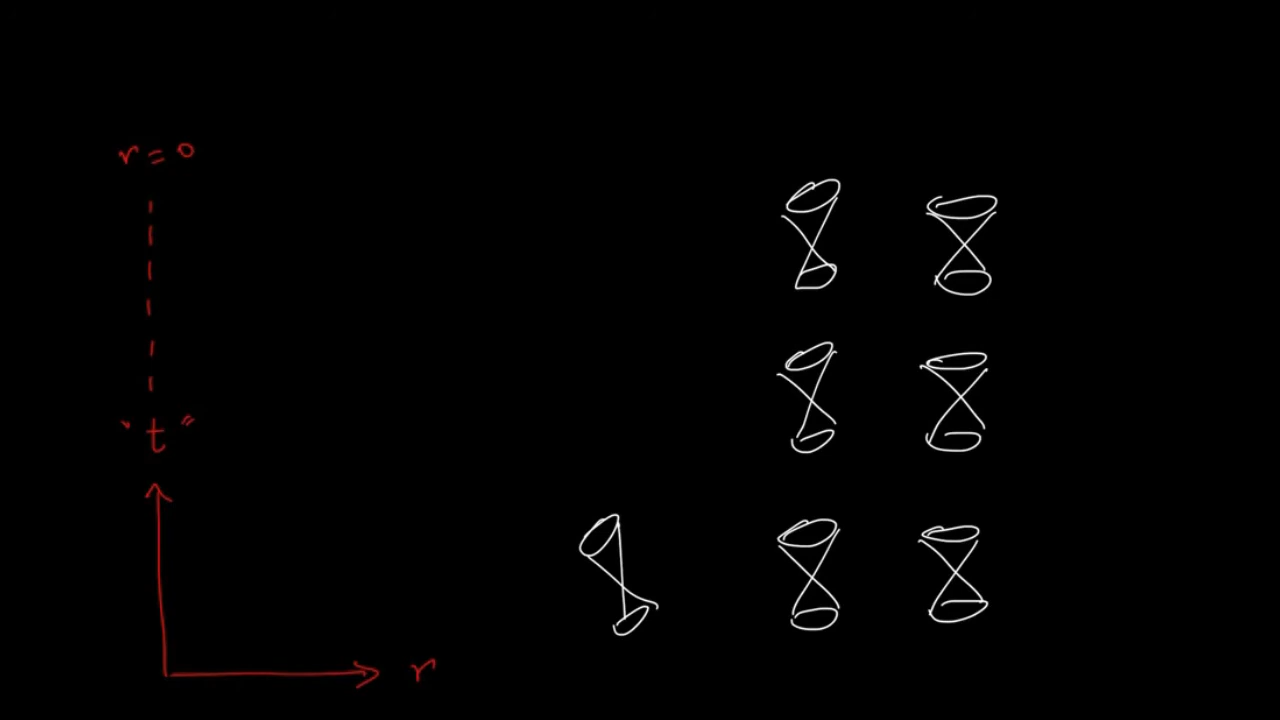 r = 0
"t"
r